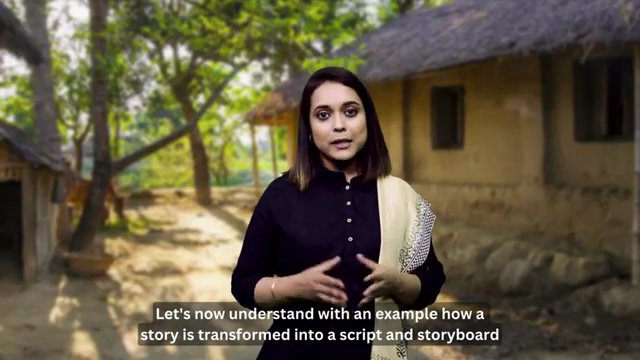 Let's now understand with an example how a
story is transformed into a script and storyboard